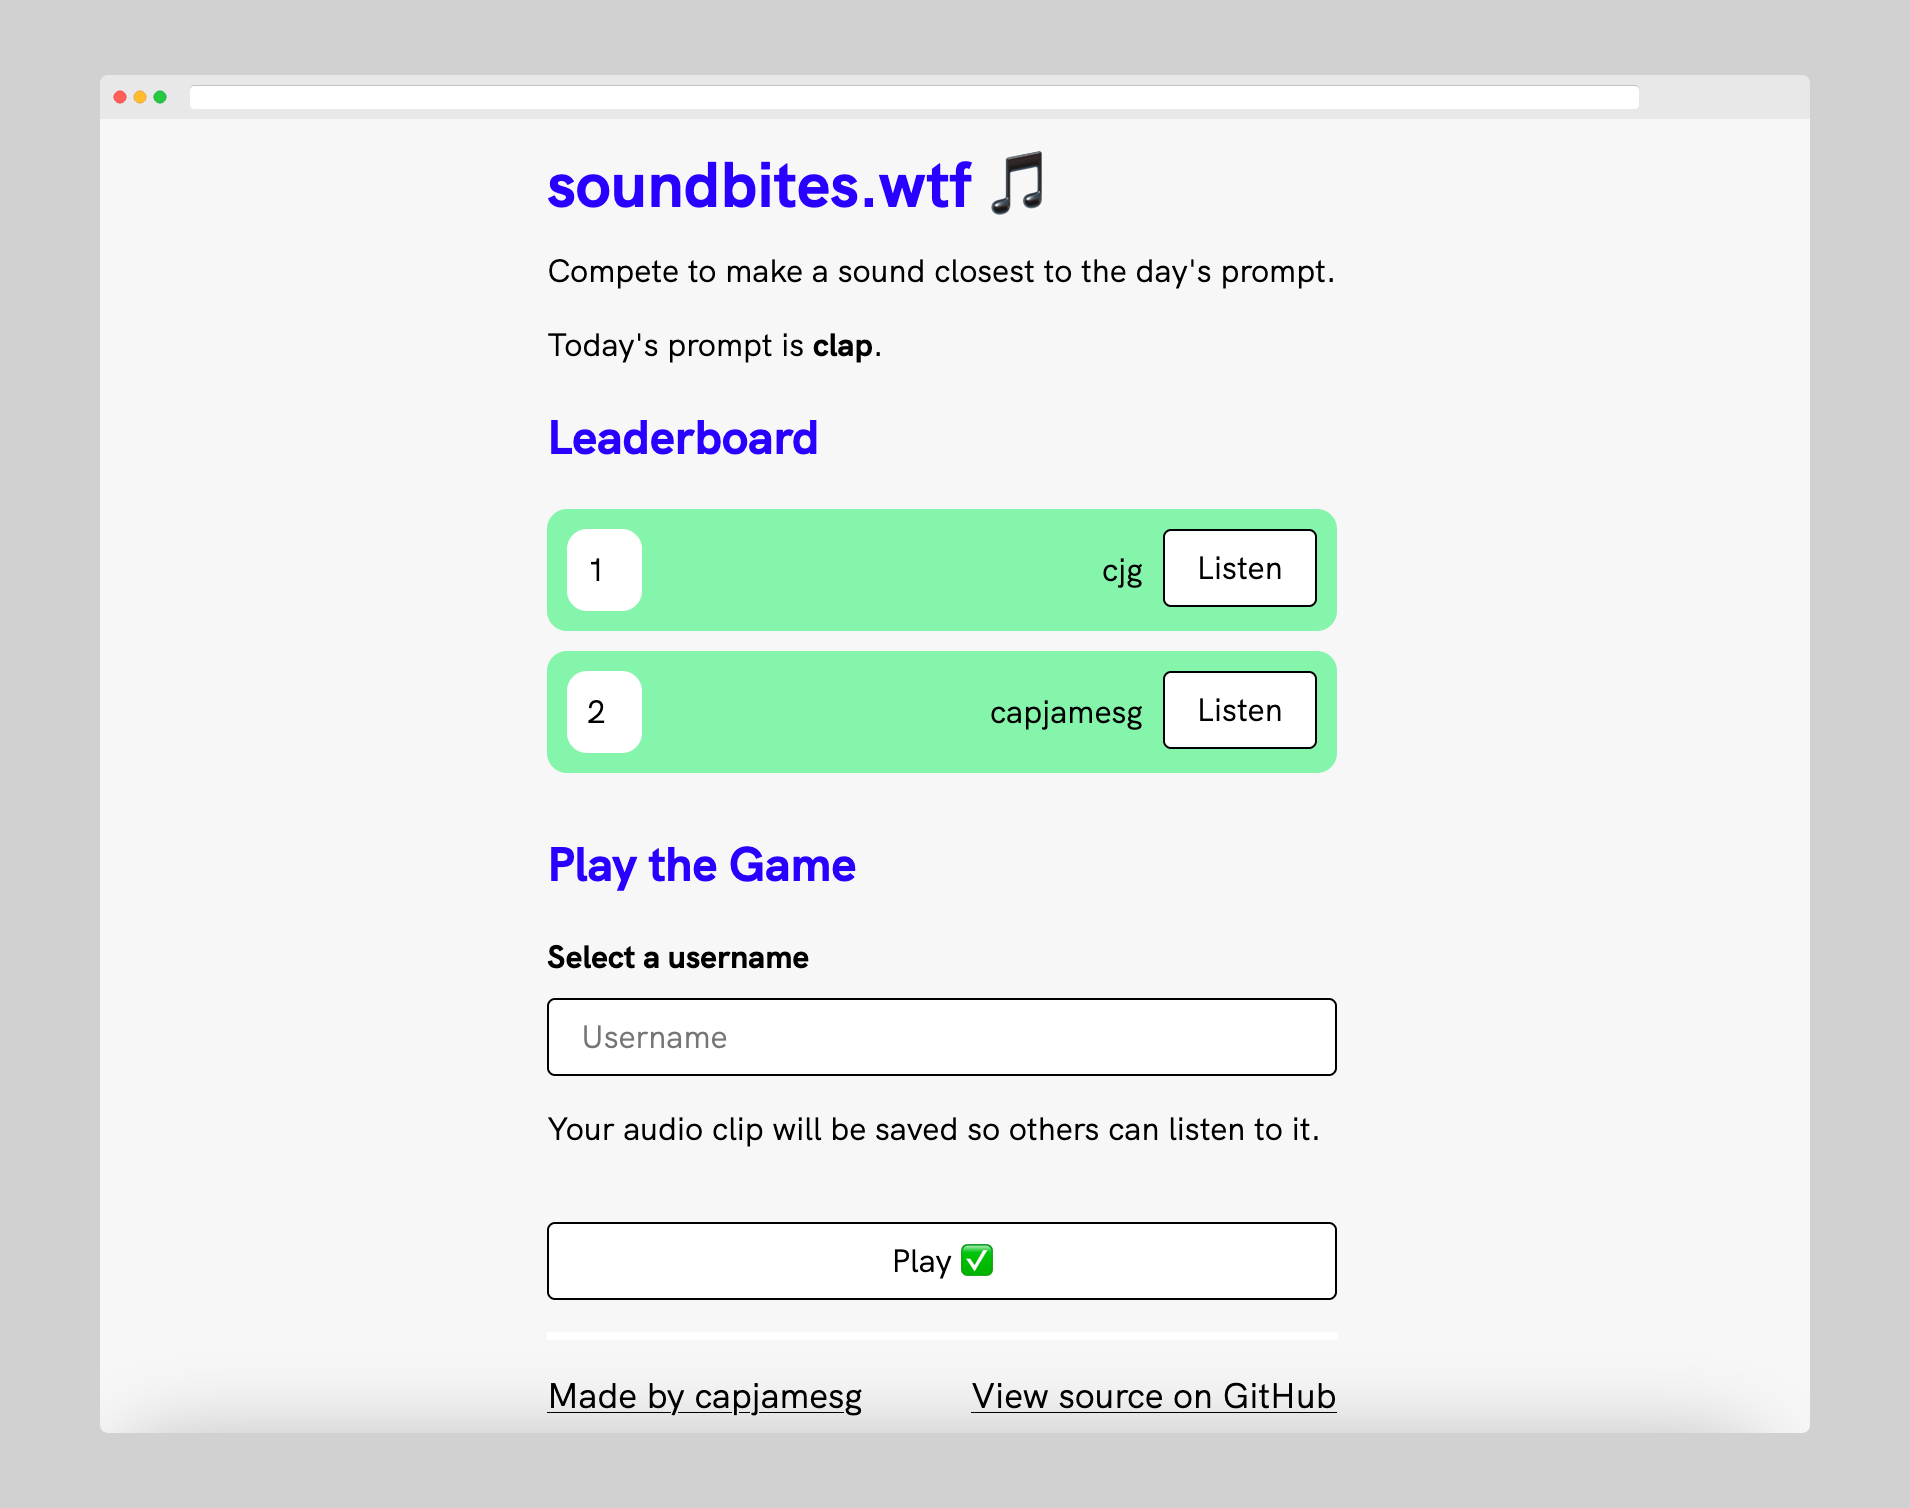 soundbites.wtf 🎵
Compete to make a sound closest to the day's prompt.
Today's prompt is clap.
Leaderboard
1 cjg Listen
2 capjamesg Listen
Play the Game
Select a username
Username
Your audio clip will be saved so others can listen to it.
Play ✅
Made by capjamesg View source on GitHub